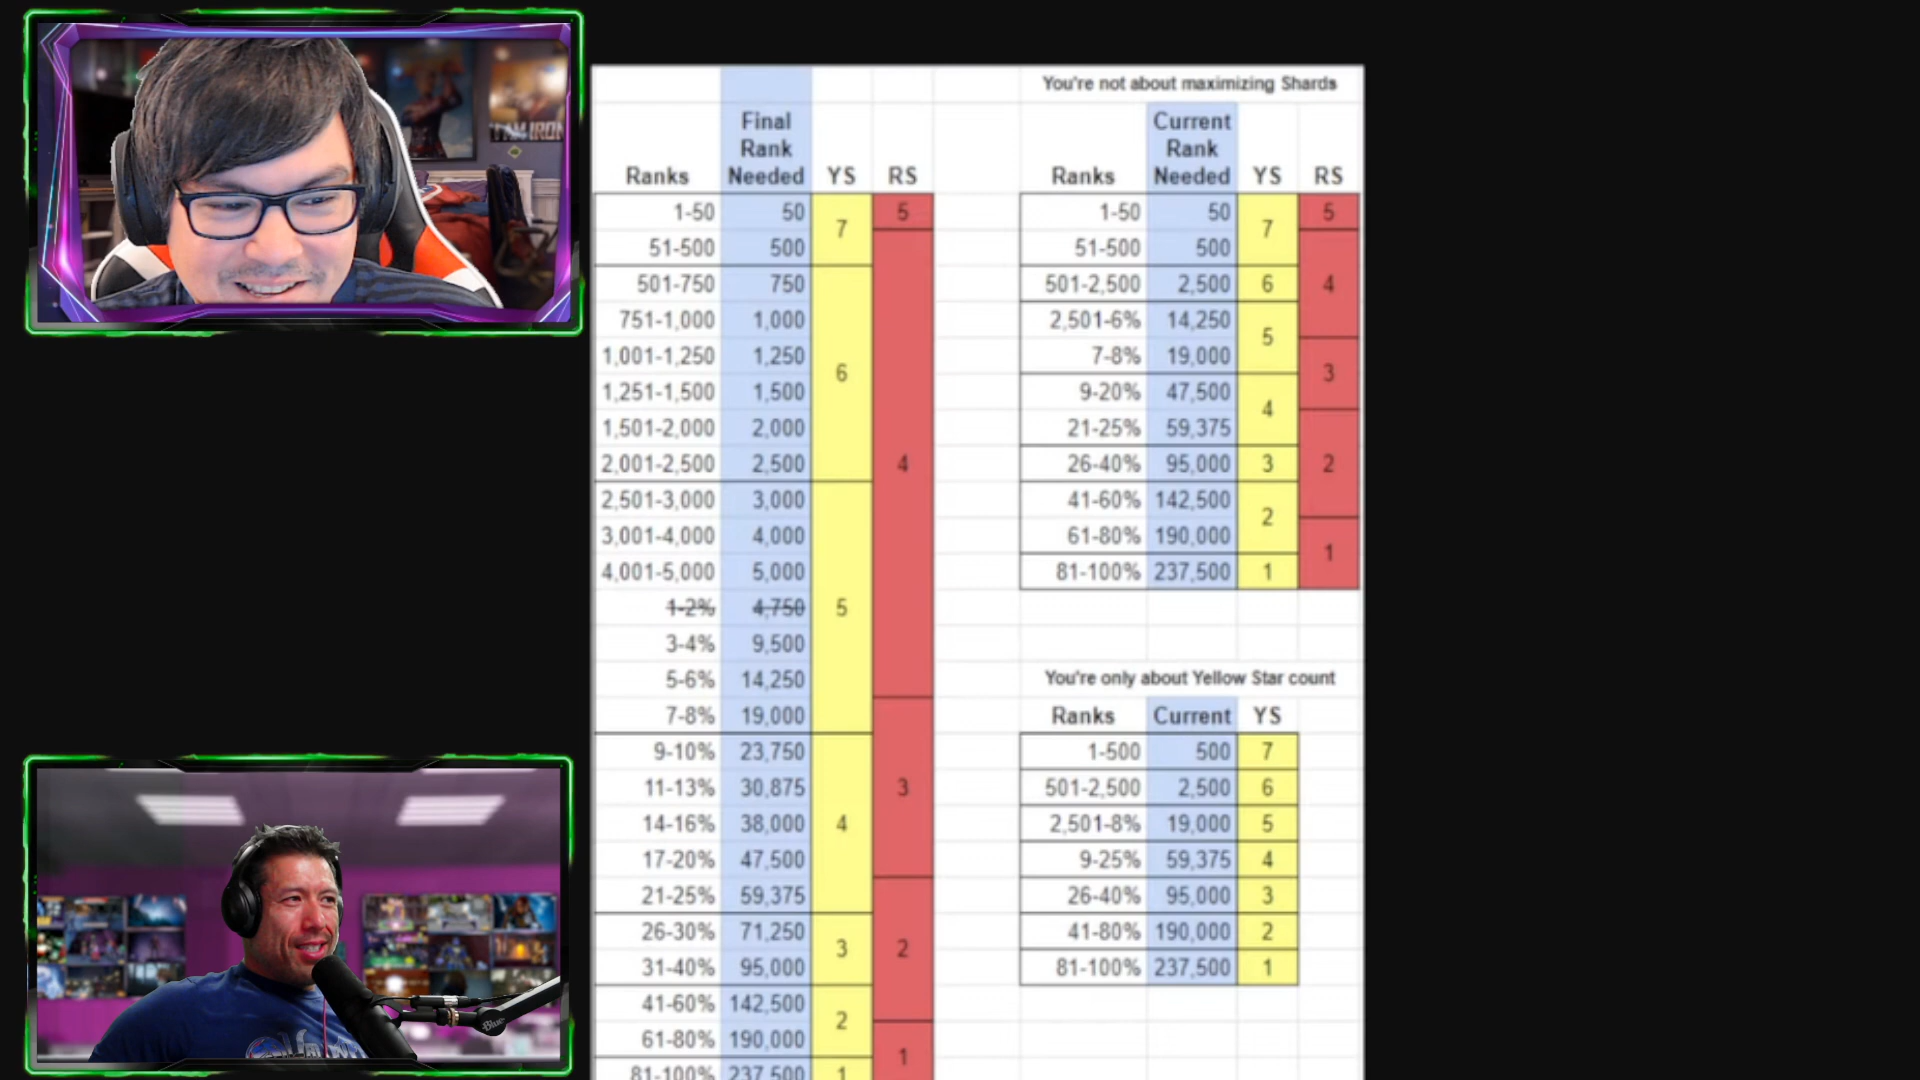 I AM IRON
Blue
Ranks Final Rank Needed YS RS
1-50 50 7 5
51-500 500
501-750 750
751-1,000 1,000
1,001-1,250 1,250 6
1,251-1,500 1,500
1,501-2,000 2,000
2,001-2,500 2,500 4
2,501-3,000 3,000
3,001-4,000 4,000
4,001-5,000 5,000
1-2% 4,750 5
3-4% 9,500
5-6% 14,250
7-8% 19,000
9-10% 23,750
11-13% 30,875 3
14-16% 38,000 4
17-20% 47,500
21-25% 59,375
26-30% 71,250 3 2
31-40% 95,000
41-60% 142,500 2
61-80% 190,000 1
81-100% 237,500 1
You're not about maximizing Shards
Ranks Current Rank Needed YS RS
1-50 50 7 5
51-500 500
501-2,500 2,500 6 4
2,501-6% 14,250 5
7-8% 19,000 3
9-20% 47,500 4
21-25% 59,375
26-40% 95,000 3 2
41-60% 142,500 2
61-80% 190,000 1
81-100% 237,500 1
You're only about Yellow Star count
Ranks Current YS
1-500 500 7
501-2,500 2,500 6
2,501-8% 19,000 5
9-25% 59,375 4
26-40% 95,000 3
41-80% 190,000 2
81-100% 237,500 1